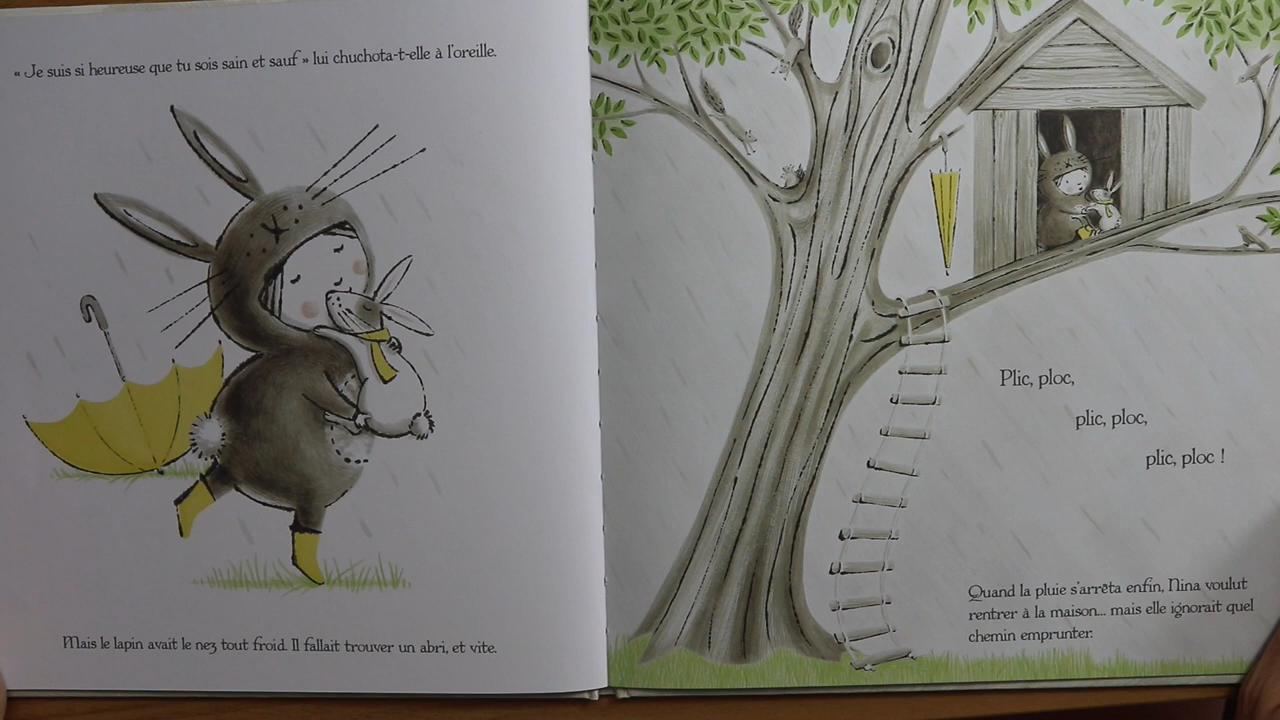 « Je suis si heureuse que tu sois sain et sauf » lui chuchota-t-elle à l'oreille.
Mais le lapin avait le nez tout froid. Il fallait trouver un abri, et vite.
Plic, ploc,
plic, ploc,
plic, ploc !
Quand la pluie s'arrêta enfin, Nina voulut
rentrer à la maison... mais elle ignorait quel
chemin emprunter.